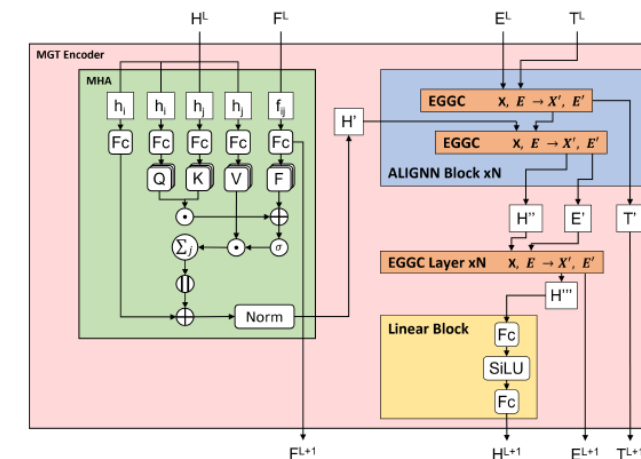 H^L F^L E^L T^L
MGT Encoder
MHA
h_i h_i h_j h_j f_ij
Fc Fc Fc Fc Fc
Q K V F
Σ_j σ
||
Norm
H'
EGGC X, E → X', E'
EGGC X, E → X', E'
ALIGNN Block xN
H'' E' T'
EGGC Layer xN X, E → X', E'
H'''
Linear Block
Fc
SiLU
Fc
F^L+1 H^L+1 E^L+1 T^L+1